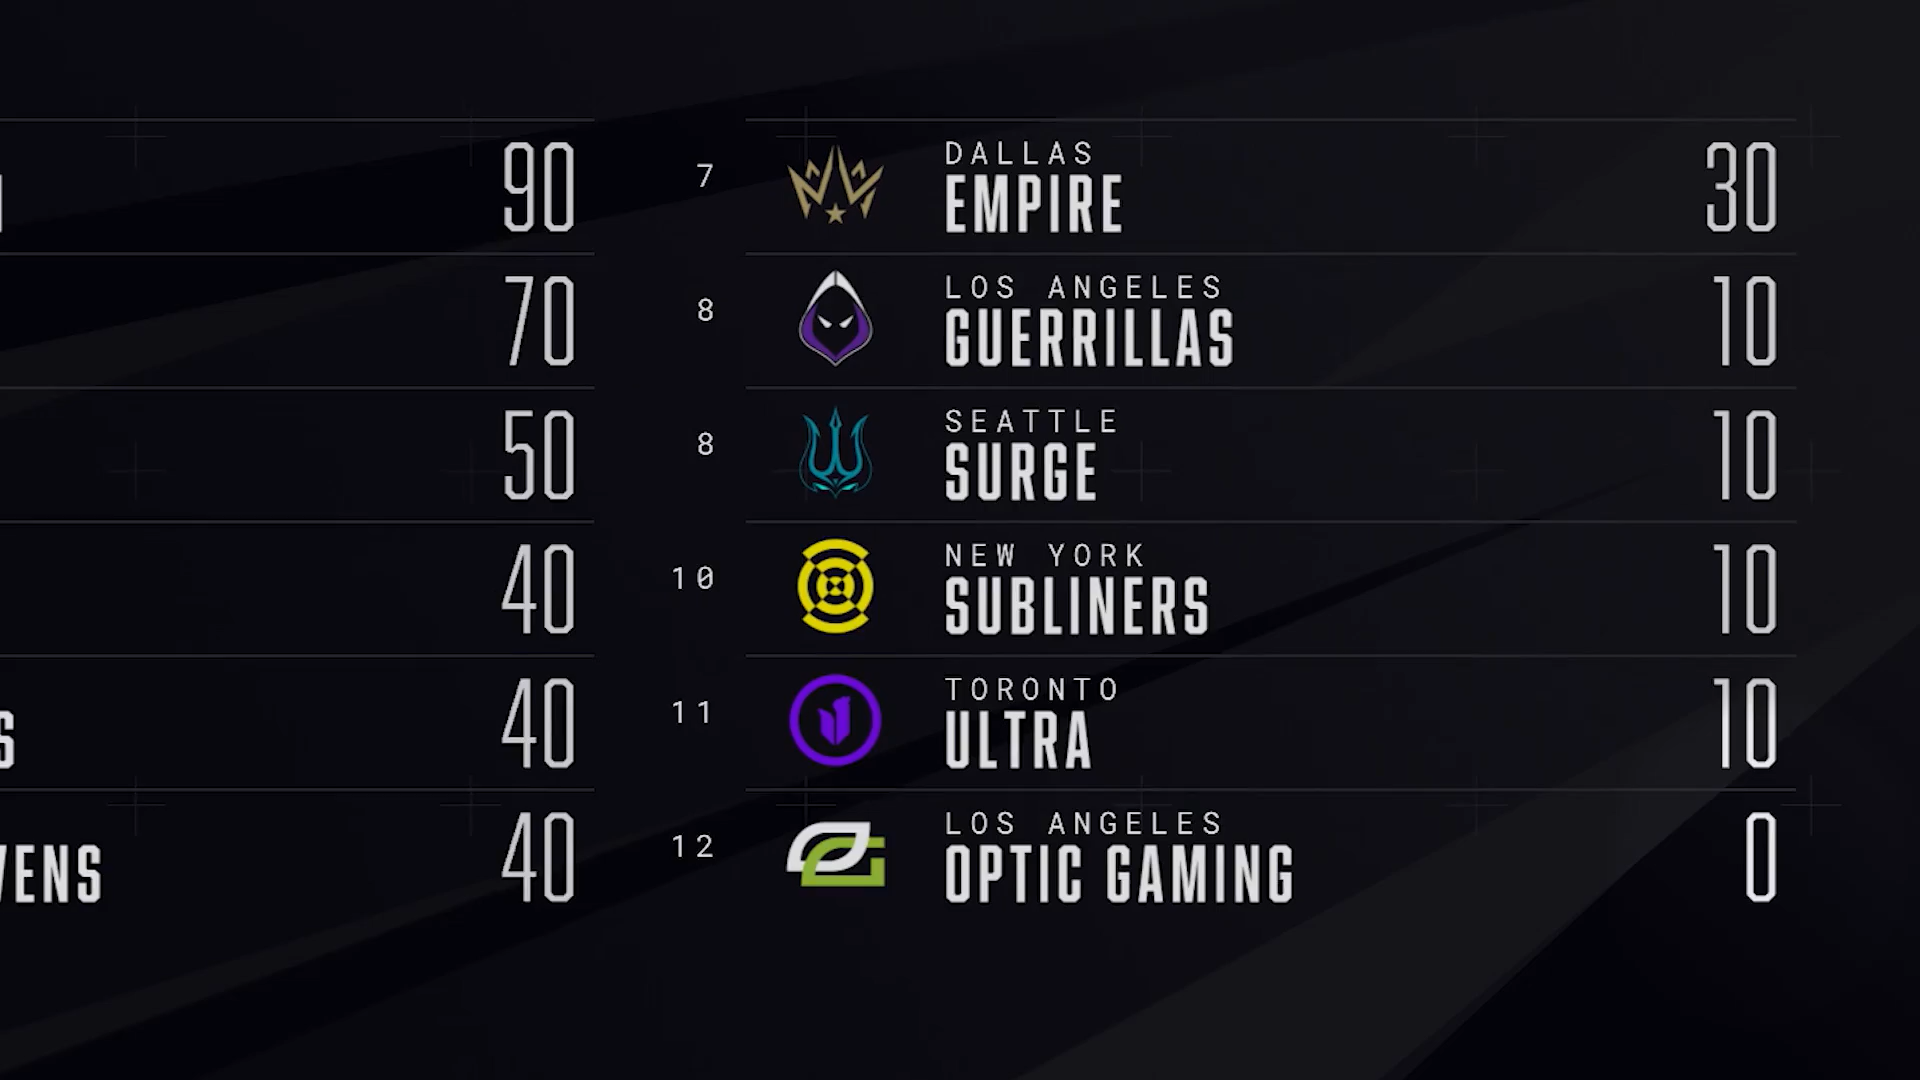 90
70
50
40
S
40
VENS
40
7
DALLAS
EMPIRE
30
8
LOS ANGELES
GUERRILLAS
10
8
SEATTLE
SURGE
10
10
NEW YORK
SUBLINERS
10
11
TORONTO
ULTRA
10
12
LOS ANGELES
OPTIC GAMING
0